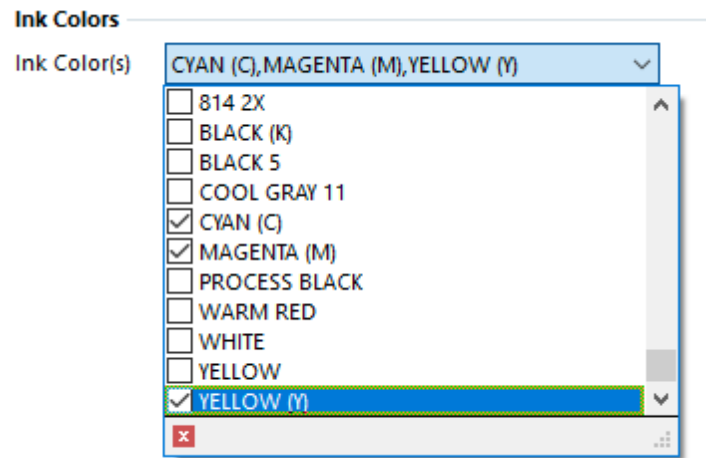 Ink Colors
Ink Color(s) CYAN (C),MAGENTA (M),YELLOW (Y)
814 2X
BLACK (K)
BLACK 5
COOL GRAY 11
CYAN (C)
MAGENTA (M)
PROCESS BLACK
WARM RED
WHITE
YELLOW
YELLOW (Y)